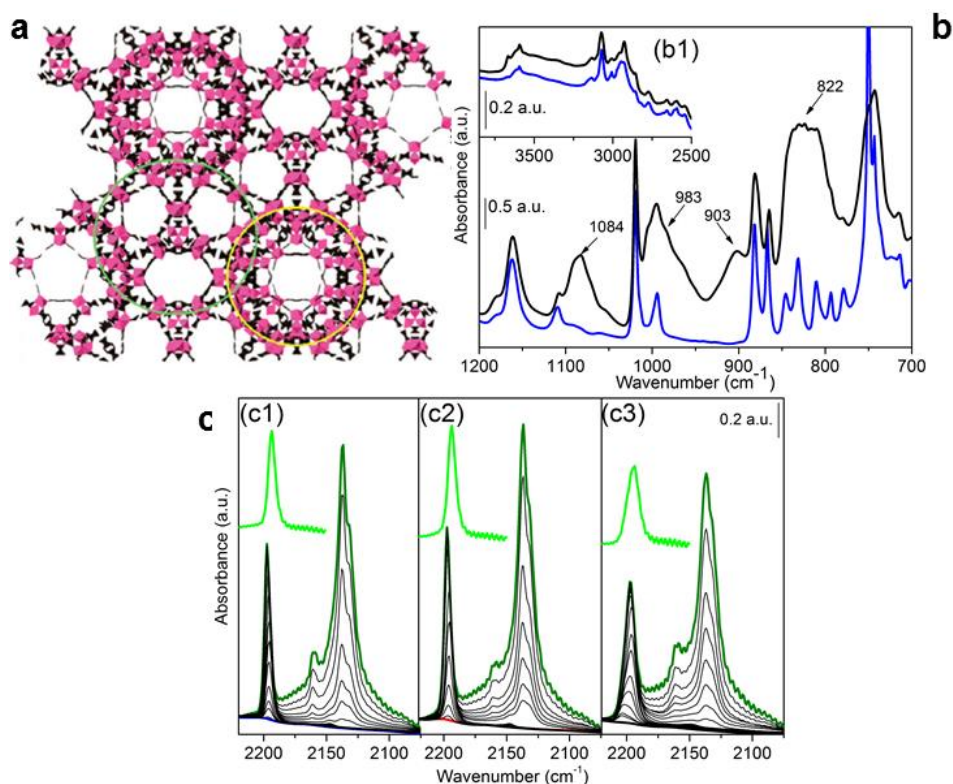 a
b
(b1)
0.2 a.u.
3500 3000 2500
822
Absorbance (a.u.)
0.5 a.u.
1084
983
903
1200 1100 1000 900 800 700
Wavenumber (cm⁻¹)
c
(c1) (c2) (c3)
0.2 a.u.
Absorbance (a.u.)
2200 2150 2100 2200 2150 2100 2200 2150 2100
Wavenumber (cm⁻¹)